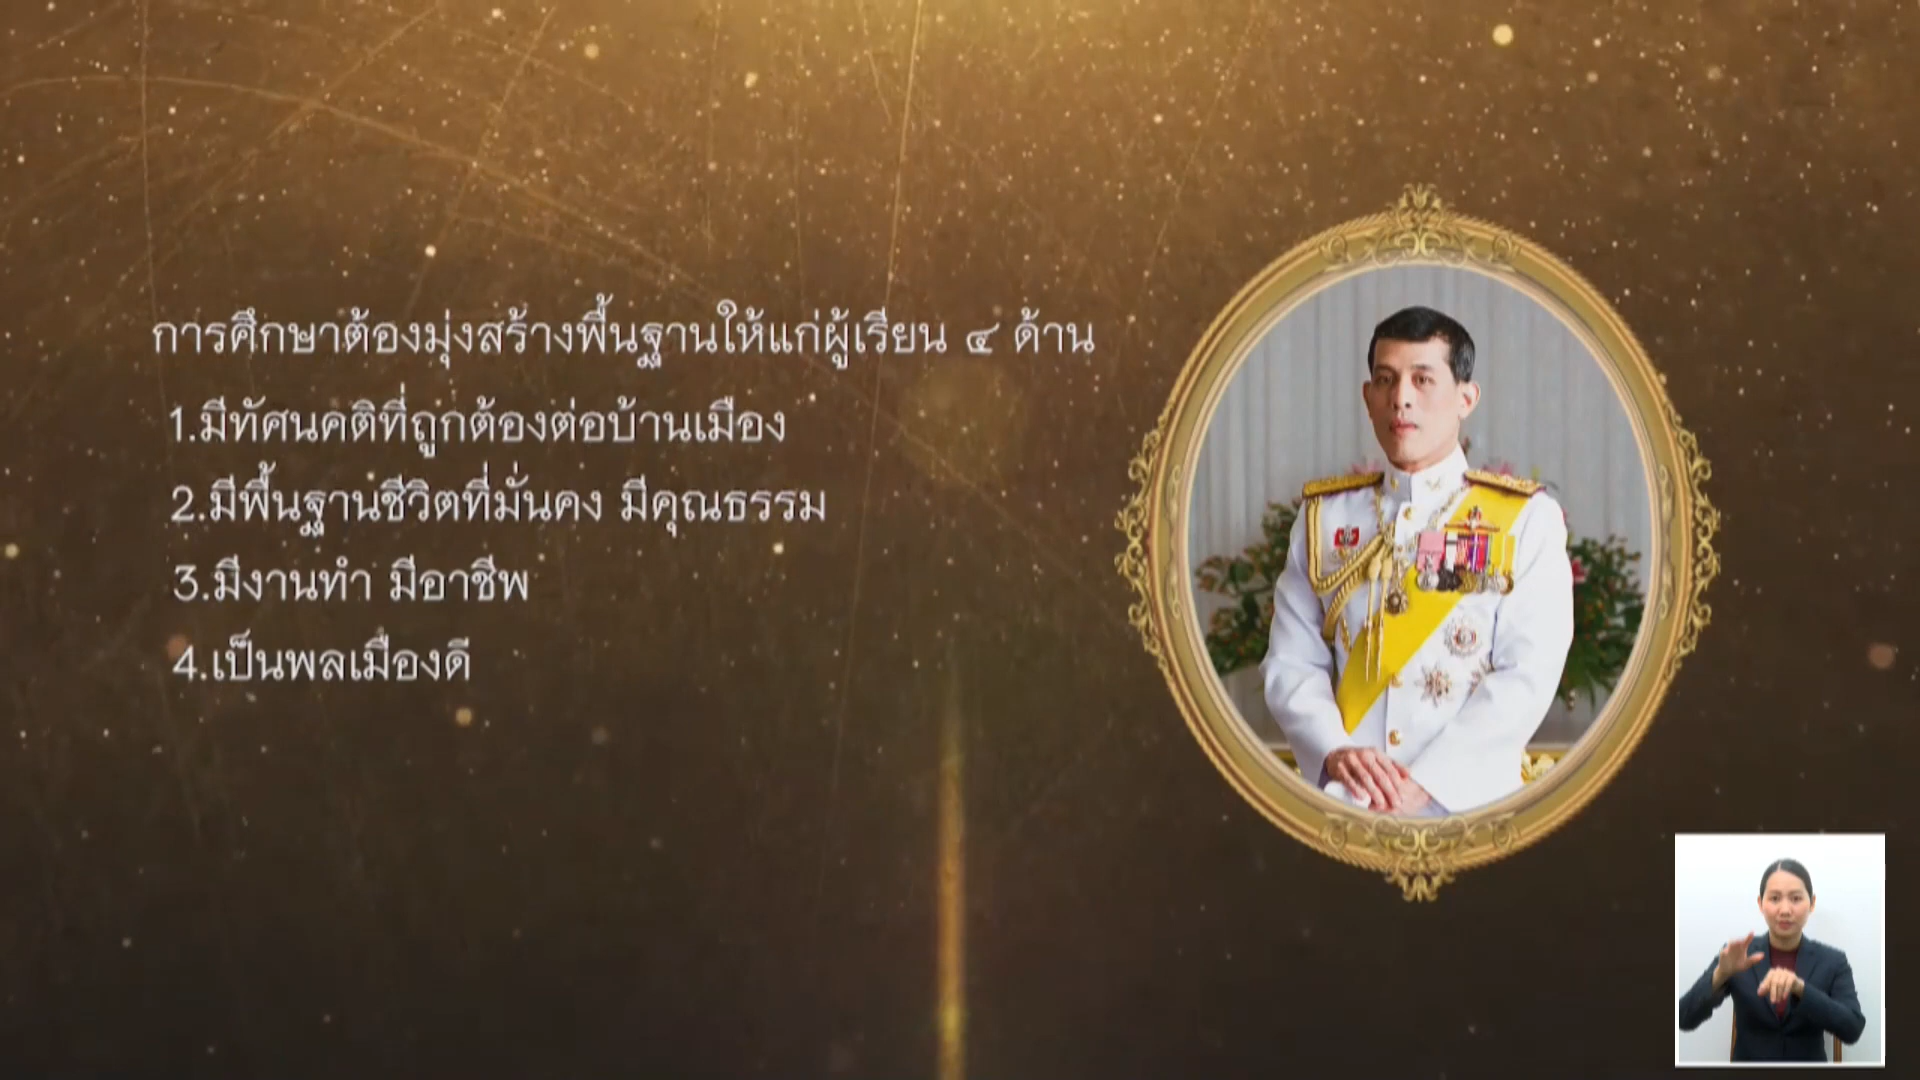 การศึกษาต้องมุ่งสร้างพื้นฐานให้แก่ผู้เรียน ๔ ด้าน
1.มีทัศนคติที่ถูกต้องต่อบ้านเมือง
2.มีพื้นฐานชีวิตที่มั่นคง มีคุณธรรม
3.มีงานทำ มีอาชีพ
4.เป็นพลเมืองดี